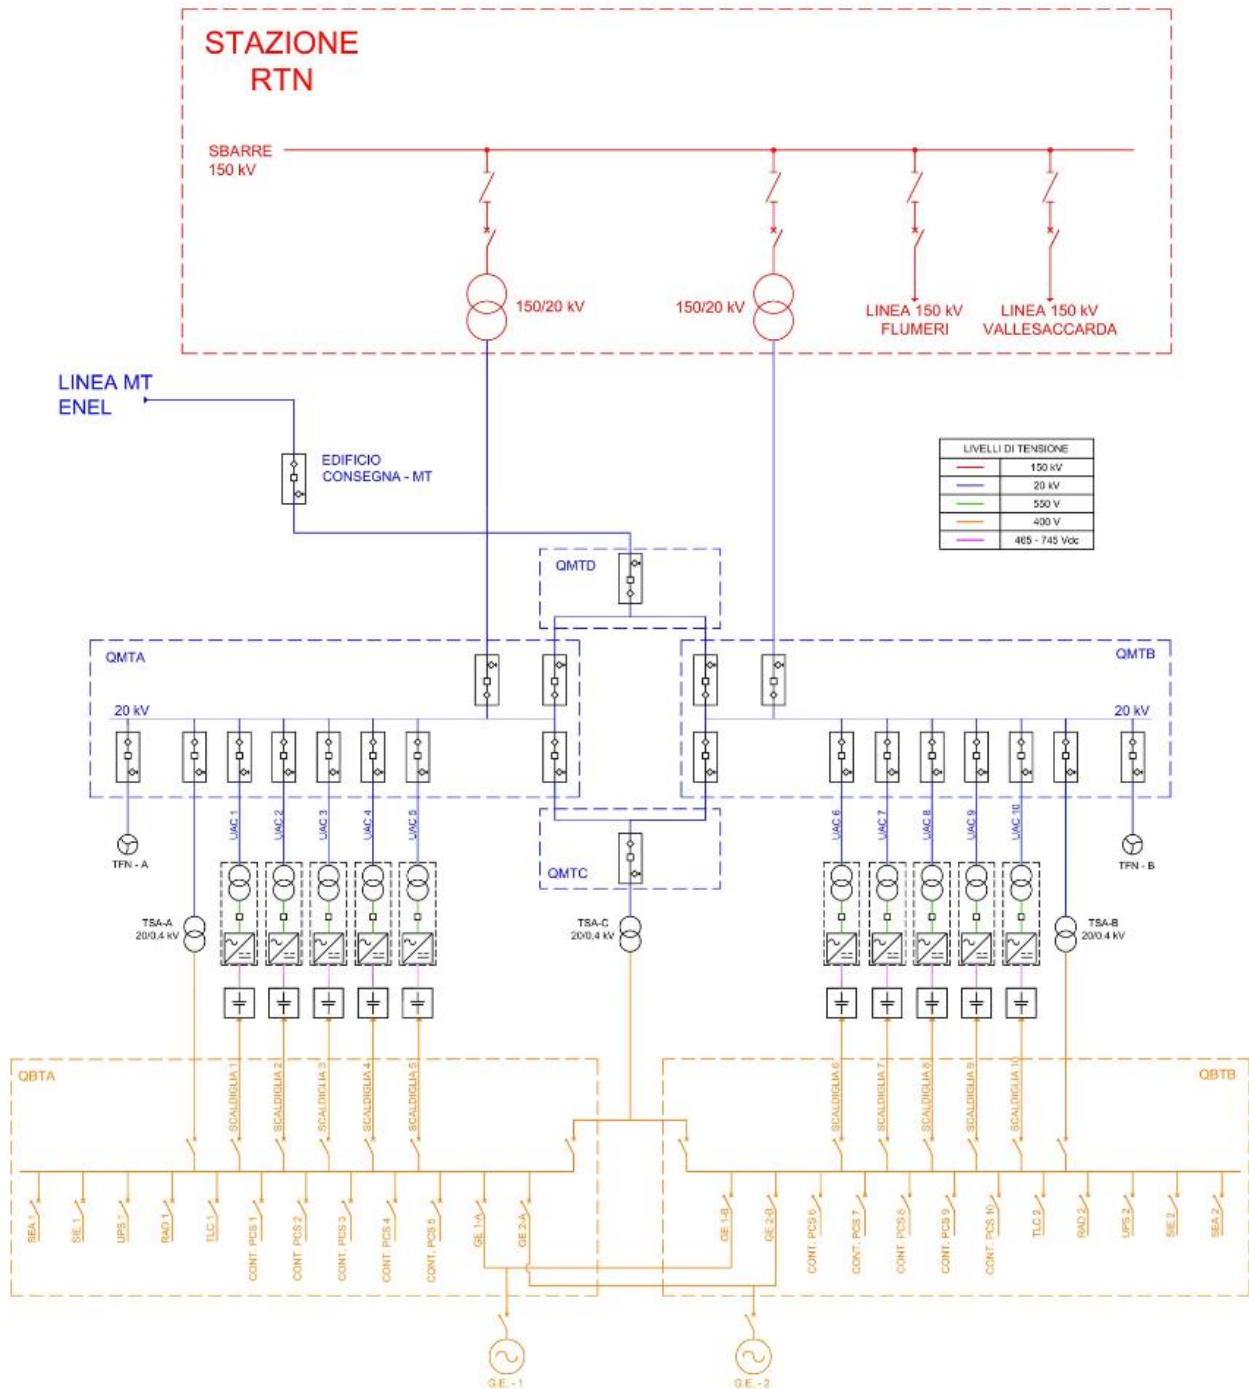 STAZIONE
RTN
SBARRE
150 kV
150/20 kV
150/20 kV
LINEA 150 kV
FLUMERI
LINEA 150 kV
VALLESACCARDA
LINEA MT
ENEL
EDIFICIO
CONSEGNA - MT
LIVELLI DI TENSIONE
150 kV
20 kV
550 V
400 V
465 - 745 Vdc
QMTD
QMTA
QMTB
20 kV
20 kV
UAC 1
UAC 2
UAC 3
UAC 4
UAC 5
UAC 6
UAC 7
UAC 8
UAC 9
UAC 10
TFN - A
TFN - B
QMTC
TSA-A
20/0,4 kV
TSA-C
20/0,4 kV
TSA-B
20/0,4 kV
QBTA
QBTB
SCALDIGLIA 1
SCALDIGLIA 2
SCALDIGLIA 3
SCALDIGLIA 4
SCALDIGLIA 5
SCALDIGLIA 6
SCALDIGLIA 7
SCALDIGLIA 8
SCALDIGLIA 9
SCALDIGLIA 10
SEA 1
SIE 1
UPS 1
RAD 1
TLC 1
CONT. PCS 1
CONT. PCS 2
CONT. PCS 3
CONT. PCS 4
CONT. PCS 5
GE 1-A
GE 2-A
GE 1-B
GE 2-B
CONT. PCS 6
CONT. PCS 7
CONT. PCS 8
CONT. PCS 9
CONT. PCS 10
TLC 2
RAD 2
UPS 2
SIE 2
SEA 2
G.E. - 1
G.E. - 2